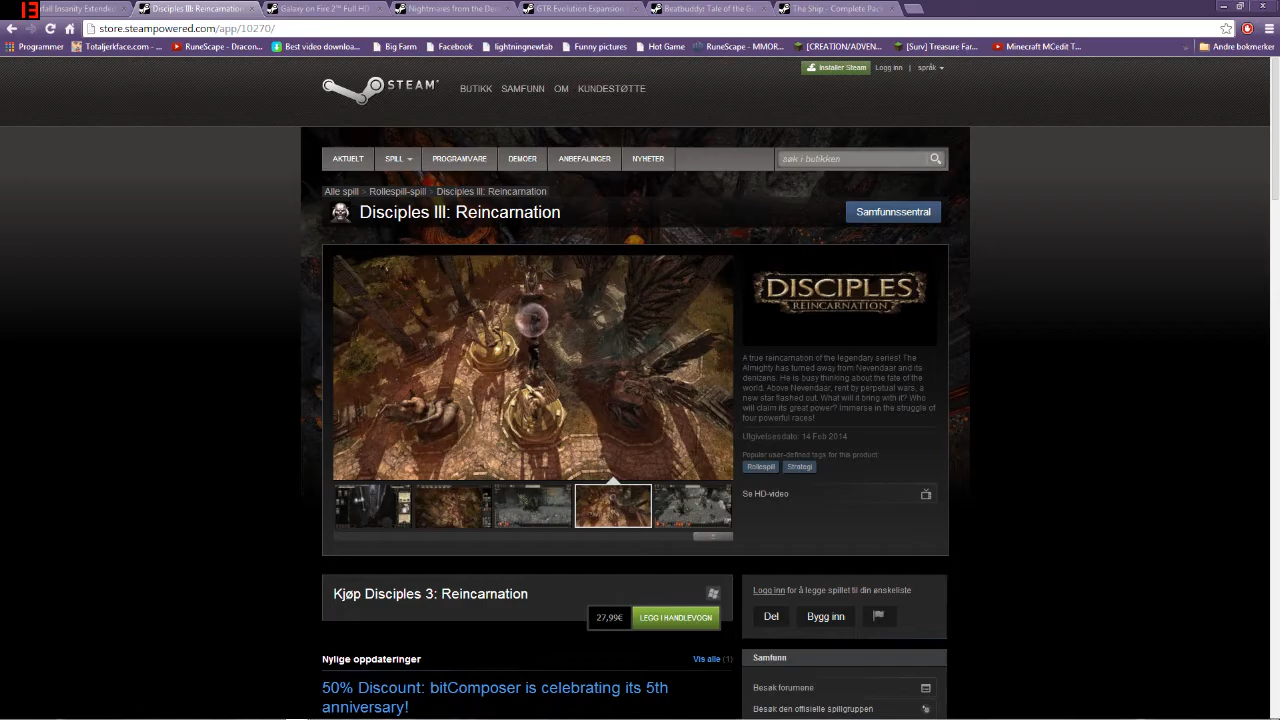 13
tal Insanity Extende
Disciples III: Reincarnation
Galaxy on Fire 2™ Full HD
Nightmares from the De
GTR Evolution Expansion
Beatbuddy: Tale of the G
The Ship - Complete Pack
store.steampowered.com/app/10270/
Programmer
Totaljerkface.com -...
RuneScape - Dracon...
Best video downloa...
Big Farm
Facebook
lightningnewtab
Funny pictures
Hot Game
RuneScape - MMOR...
[CREATION/ADVEN...
[Surv] Treasure Far...
Minecraft MCedit T...
Andre bokmerker
Installer Steam
Logg inn | språk
STEAM
BUTIKK SAMFUNN OM KUNDESTØTTE
AKTUELT SPILL PROGRAMVARE DEMOER ANBEFALINGER NYHETER
søk i butikken
Alle spill > Rollespill-spill > Disciples III: Reincarnation
Disciples III: Reincarnation
Samfunnssentral
DISCIPLES
REINCARNATION
A true reincarnation of the legendary series! The
Almighty has turned away from Nevendaar and its
denizens. He is busy thinking about the fate of the
world. Above Nevendaar, rent by perpetual wars, a
new star flashed out. What will it bring with it? Who
will claim its great power? Immerse in the struggle of
four powerful races!
Utgivelsesdato: 14 Feb 2014
Popular user-defined tags for this product:
Rollespill Strategi
Se HD-video
Kjøp Disciples 3: Reincarnation
27,99€ LEGG I HANDLEVOGN
Logg inn for å legge spillet til din ønskeliste
Del Bygg inn
Nylige oppdateringer
Vis alle (1)
50% Discount: bitComposer is celebrating its 5th
anniversary!
Samfunn
Besøk forumene
Besøk den offisielle spillgruppen